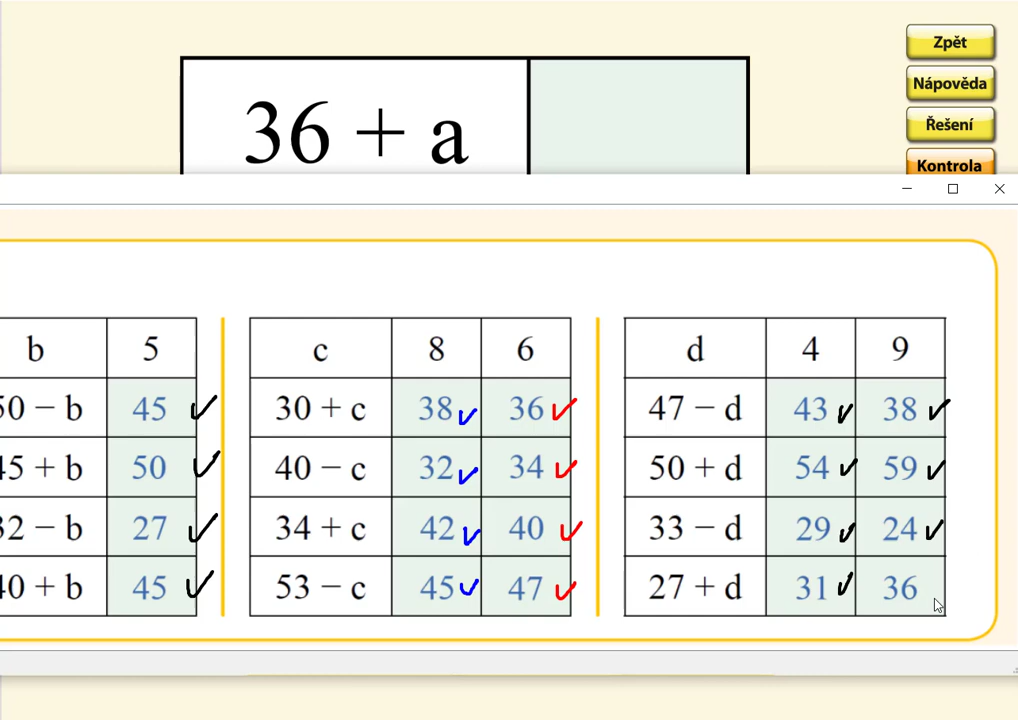 Zpět
36 + a
Nápověda
Řešení
Kontrola
b 5
50 − b 45
45 + b 50
32 − b 27
40 + b 45
c 8 6
30 + c 38 36
40 − c 32 34
34 + c 42 40
53 − c 45 47
d 4 9
47 − d 43 38
50 + d 54 59
33 − d 29 24
27 + d 31 36